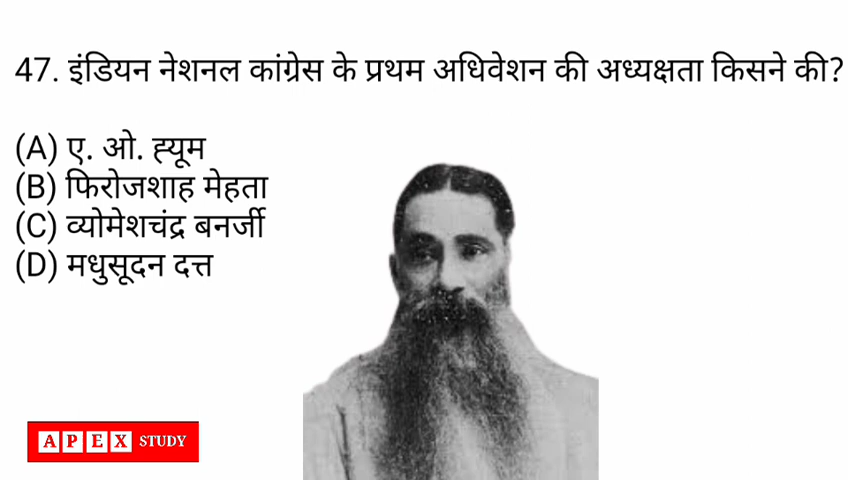 47. इंडियन नेशनल कांग्रेस के प्रथम अधिवेशन की अध्यक्षता किसने की?
(A) ए. ओ. ह्यूम
(B) फिरोजशाह मेहता
(C) व्योमेशचंद्र बनर्जी
(D) मधुसूदन दत्त
APEX STUDY